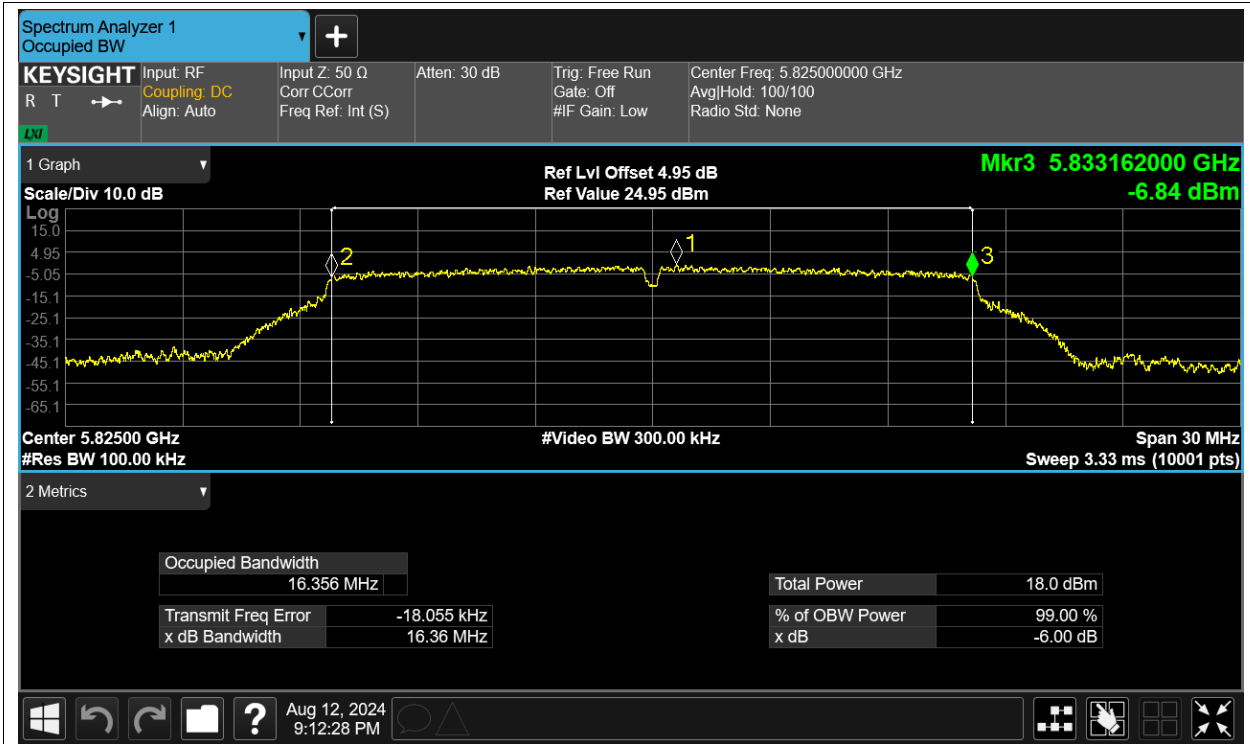 Spectrum Analyzer 1
Occupied BW
KEYSIGHT
R T
LXI
Input: RF
Coupling: DC
Align: Auto
Input Z: 50 Ω
Corr CCorr
Freq Ref: Int (S)
Atten: 30 dB
Trig: Free Run
Gate: Off
#IF Gain: Low
Center Freq: 5.825000000 GHz
Avg|Hold: 100/100
Radio Std: None
1 Graph
Scale/Div 10.0 dB
Ref Lvl Offset 4.95 dB
Ref Value 24.95 dBm
Mkr3 5.833162000 GHz
-6.84 dBm
Log
15.0
4.95
-5.05
-15.1
-25.1
-35.1
-45.1
-55.1
-65.1
2
1
3
Center 5.82500 GHz
#Res BW 100.00 kHz
#Video BW 300.00 kHz
Span 30 MHz
Sweep 3.33 ms (10001 pts)
2 Metrics
Occupied Bandwidth
16.356 MHz
Transmit Freq Error -18.055 kHz
x dB Bandwidth 16.36 MHz
Total Power 18.0 dBm
% of OBW Power 99.00 %
x dB -6.00 dB
?
Aug 12, 2024
9:12:28 PM